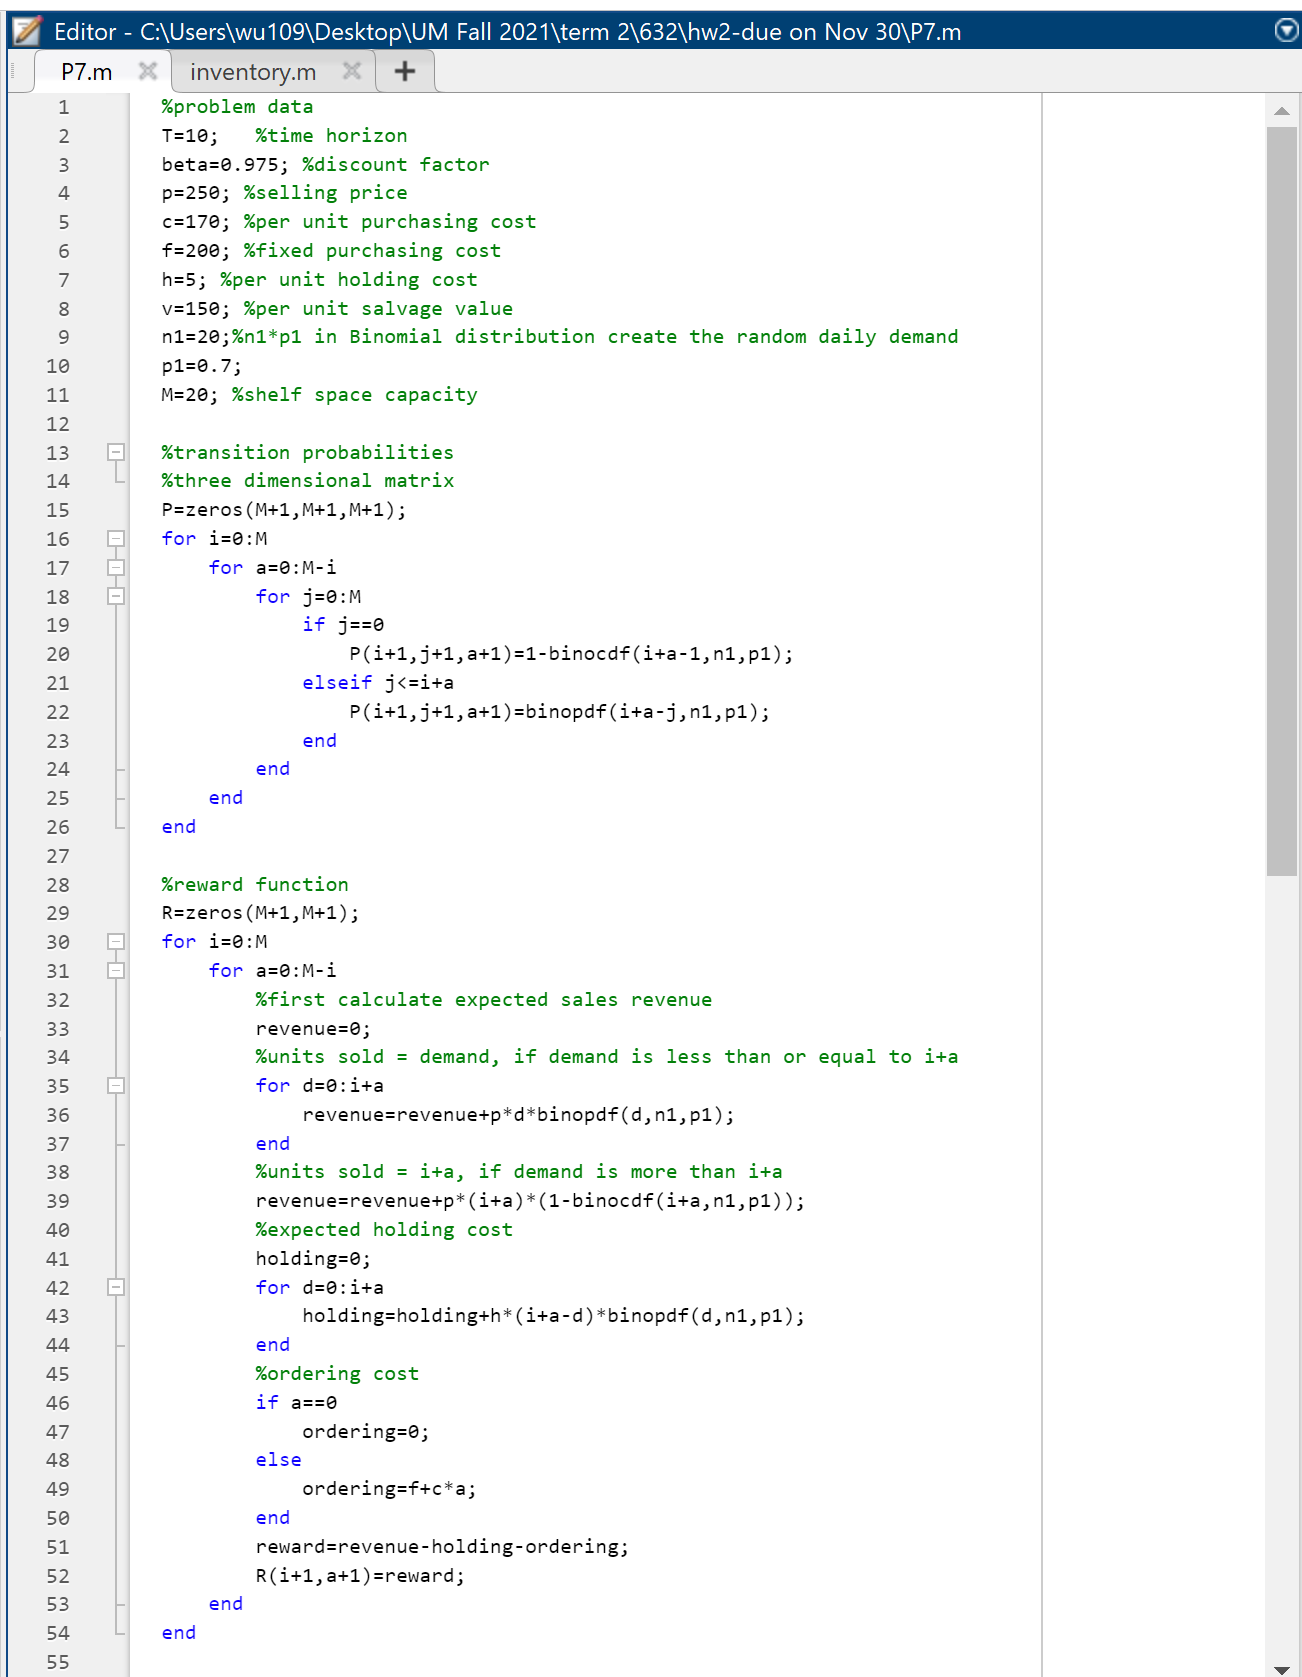 Editor - C:\Users\wu109\Desktop\UM Fall 2021\term 2\632\hw2-due on Nov 30\P7.m
P7.m inventory.m +
1 %problem data
2 T=10;   %time horizon
3 beta=0.975; %discount factor
4 p=250; %selling price
5 c=170; %per unit purchasing cost
6 f=200; %fixed purchasing cost
7 h=5; %per unit holding cost
8 v=150; %per unit salvage value
9 n1=20;%n1*p1 in Binomial distribution create the random daily demand
10 p1=0.7;
11 M=20; %shelf space capacity
12
13 %transition probabilities
14 %three dimensional matrix
15 P=zeros(M+1,M+1,M+1);
16 for i=0:M
17     for a=0:M-i
18         for j=0:M
19             if j==0
20                 P(i+1,j+1,a+1)=1-binocdf(i+a-1,n1,p1);
21             elseif j<=i+a
22                 P(i+1,j+1,a+1)=binopdf(i+a-j,n1,p1);
23             end
24         end
25     end
26 end
27
28 %reward function
29 R=zeros(M+1,M+1);
30 for i=0:M
31     for a=0:M-i
32         %first calculate expected sales revenue
33         revenue=0;
34         %units sold = demand, if demand is less than or equal to i+a
35         for d=0:i+a
36             revenue=revenue+p*d*binopdf(d,n1,p1);
37         end
38         %units sold = i+a, if demand is more than i+a
39         revenue=revenue+p*(i+a)*(1-binocdf(i+a,n1,p1));
40         %expected holding cost
41         holding=0;
42         for d=0:i+a
43             holding=holding+h*(i+a-d)*binopdf(d,n1,p1);
44         end
45         %ordering cost
46         if a==0
47             ordering=0;
48         else
49             ordering=f+c*a;
50         end
51         reward=revenue-holding-ordering;
52         R(i+1,a+1)=reward;
53     end
54 end
55